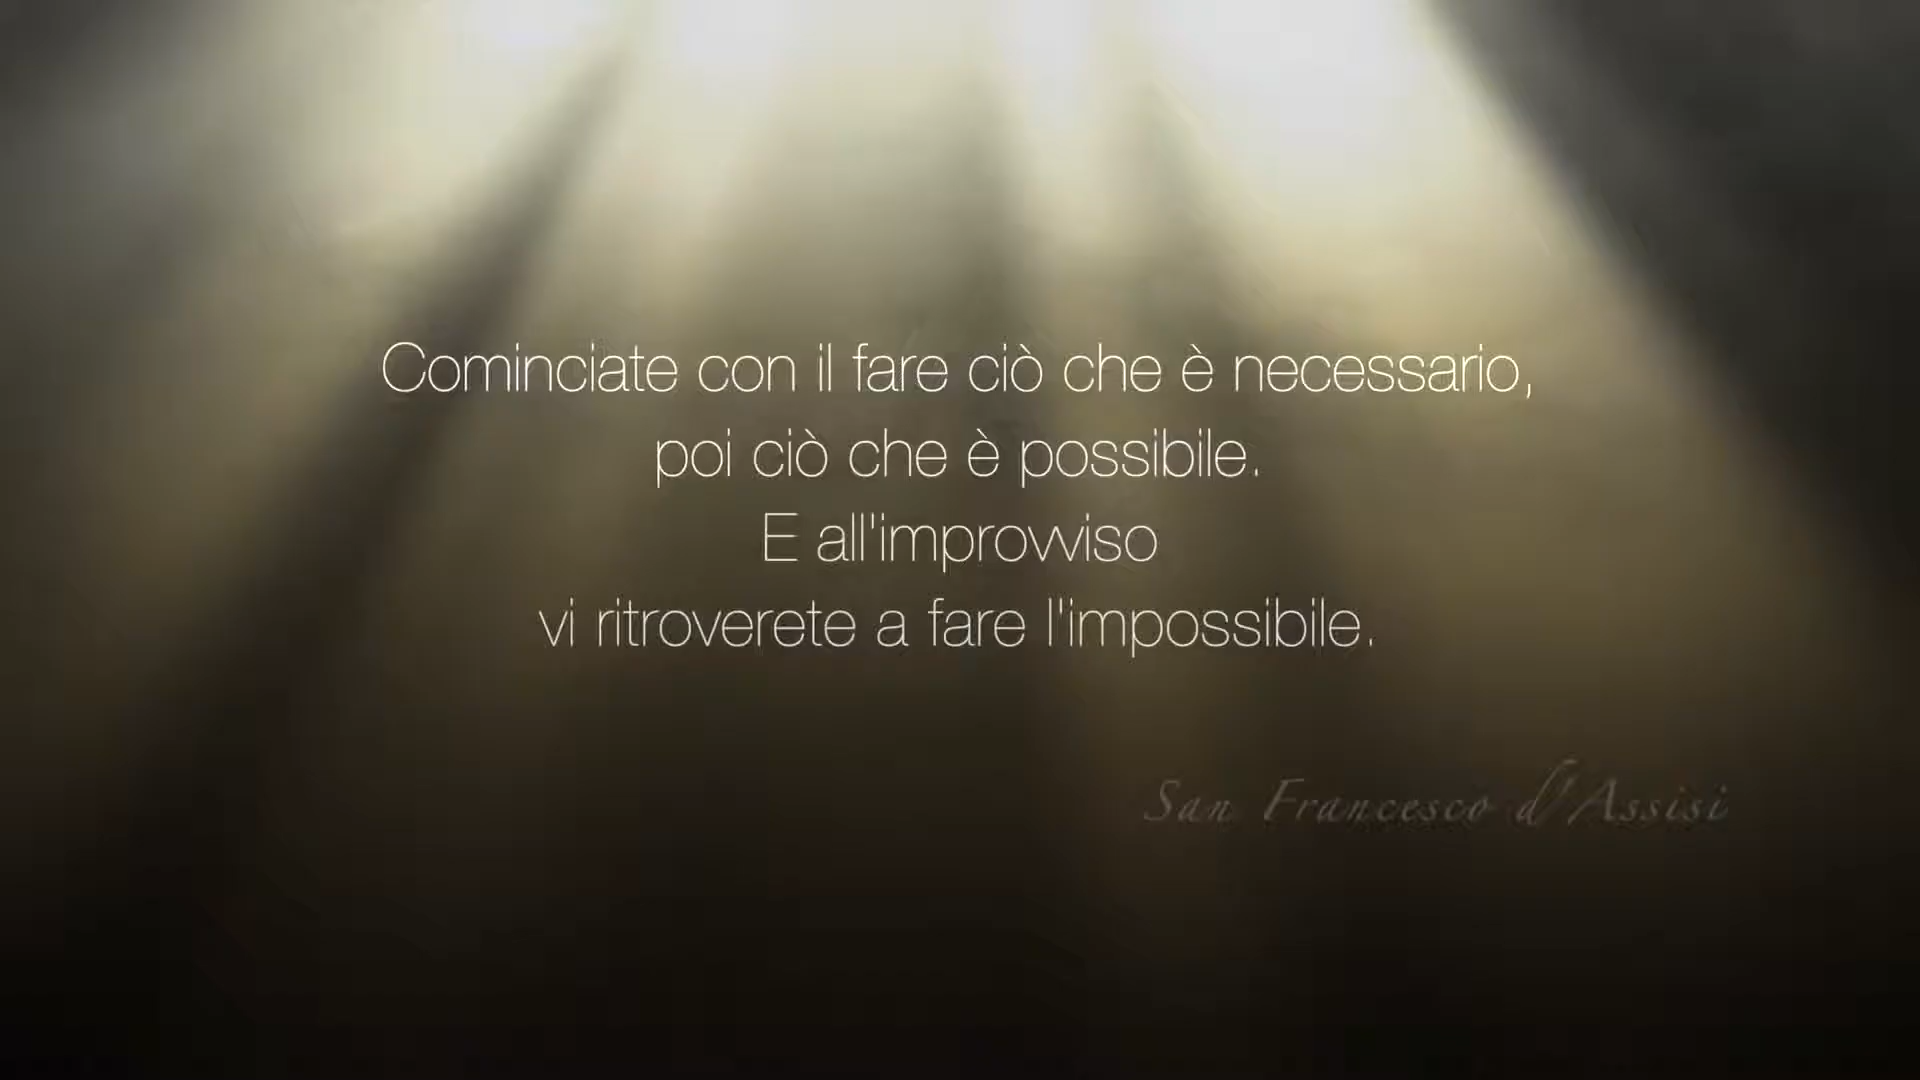 Cominciate con il fare ciò che è necessario,
poi ciò che è possibile.
E all'improvviso
vi ritroverete a fare l'impossibile.
San Francesco d'Assisi